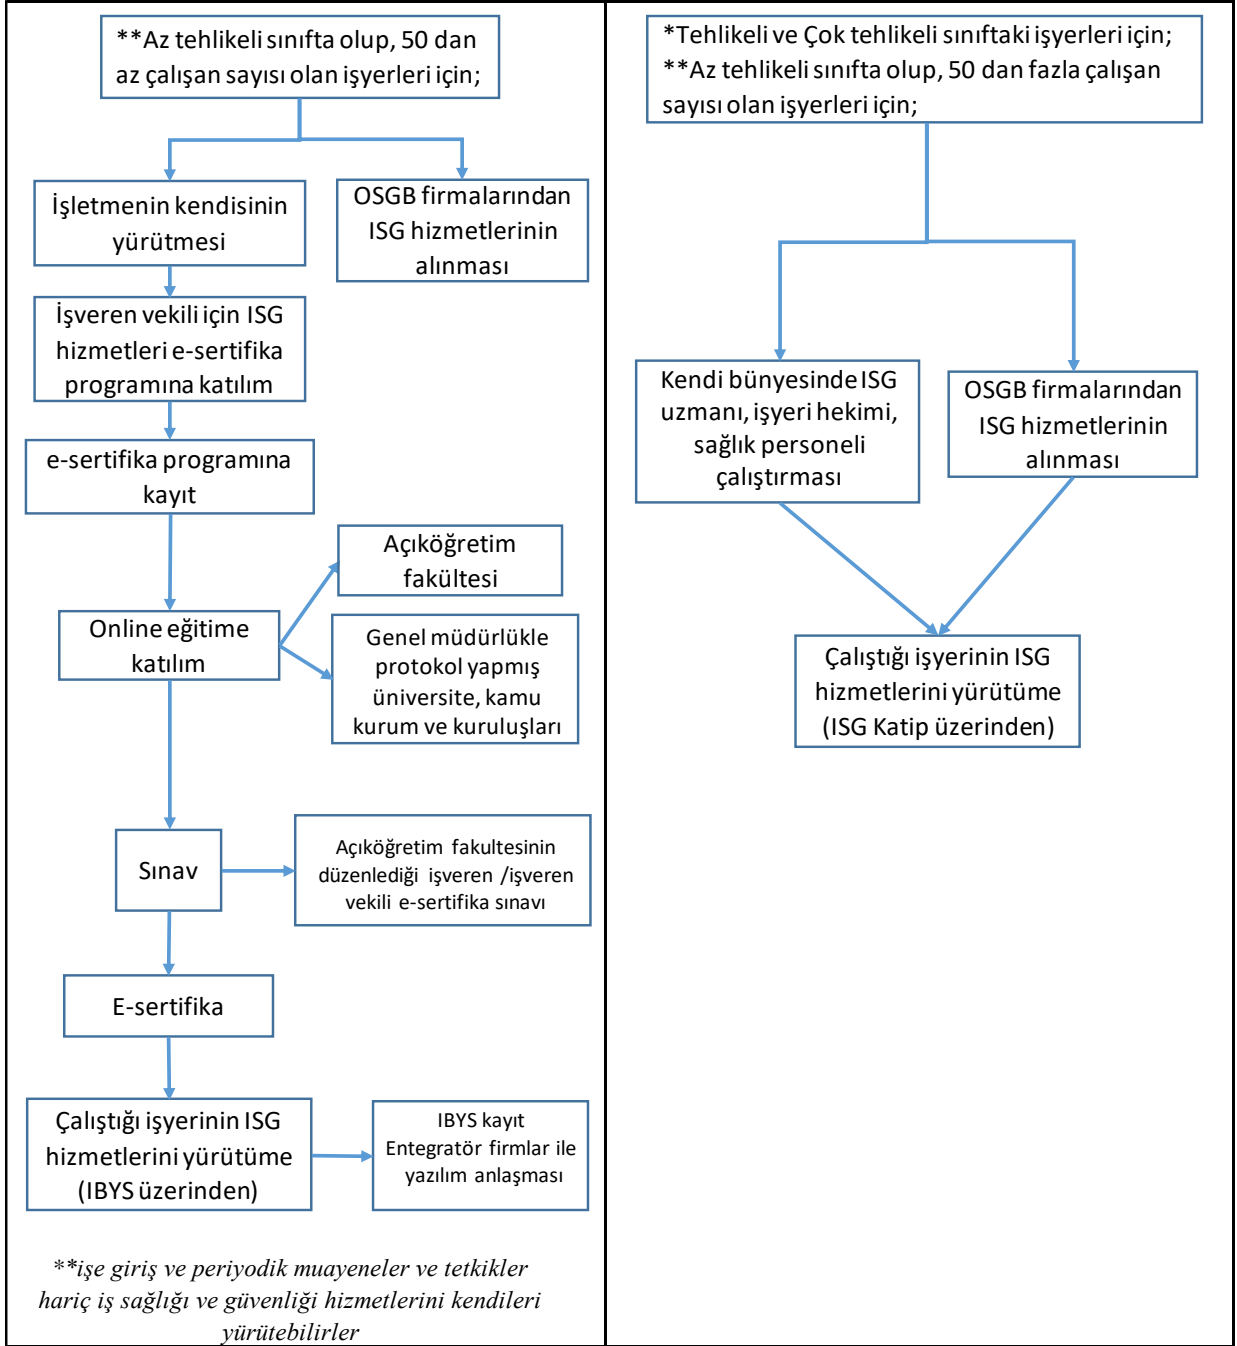 **Az tehlikeli sınıfta olup, 50 dan
az çalışan sayısı olan işyerleri için;
İşletmenin kendisinin
yürütmesi
OSGB firmalarından
ISG hizmetlerinin
alınması
İşveren vekili için ISG
hizmetleri e-sertifika
programına katılım
e-sertifika programına
kayıt
Açıköğretim
fakültesi
Online eğitime
katılım
Genel müdürlükle
protokol yapmış
üniversite, kamu
kurum ve kuruluşları
Sınav
Açıköğretim fakultesinin
düzenlediği işveren /işveren
vekili e-sertifika sınavı
E-sertifika
Çalıştığı işyerinin ISG
hizmetlerini yürütüme
(IBYS üzerinden)
IBYS kayıt
Entegratör firmlar ile
yazılım anlaşması
**işe giriş ve periyodik muayeneler ve tetkikler
hariç iş sağlığı ve güvenliği hizmetlerini kendileri
yürütebilirler
*Tehlikeli ve Çok tehlikeli sınıftaki işyerleri için;
**Az tehlikeli sınıfta olup, 50 dan fazla çalışan
sayısı olan işyerleri için;
Kendi bünyesinde ISG
uzmanı, işyeri hekimi,
sağlık personeli
çalıştırması
OSGB firmalarından
ISG hizmetlerinin
alınması
Çalıştığı işyerinin ISG
hizmetlerini yürütüme
(ISG Katip üzerinden)